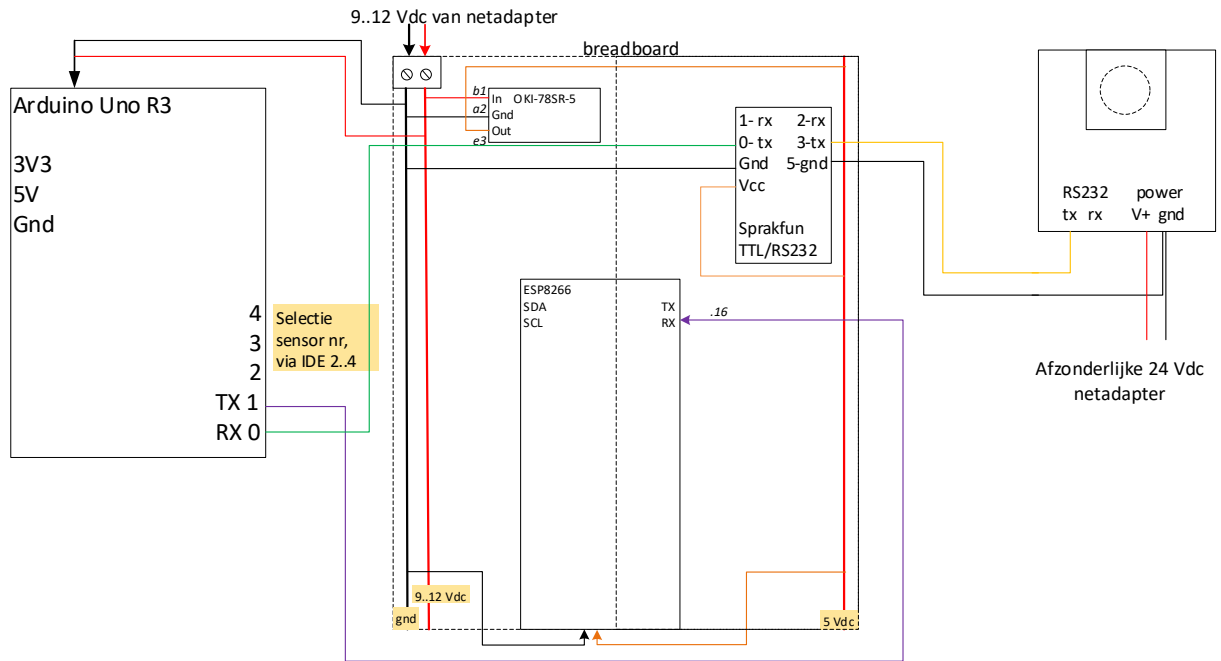 9..12 Vdc van netadapter
breadboard
Arduino Uno R3
3V3
5V
Gnd
4
3
2
TX 1
RX 0
Selectie
sensor nr,
via IDE 2..4
b1
a2
e3
In OKI-78SR-5
Gnd
Out
1- rx 2-rx
0- tx 3-tx
Gnd 5-gnd
Vcc
Sprakfun
TTL/RS232
RS232 power
tx rx V+ gnd
Afzonderlijke 24 Vdc
netadapter
ESP8266
SDA TX
SCL RX
.16
9..12 Vdc
gnd
5 Vdc